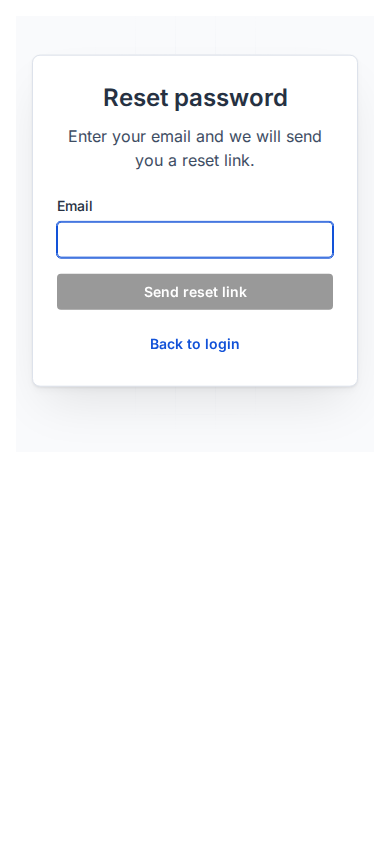 Reset password
Enter your email and we will send
you a reset link.
Email
Send reset link
Back to login